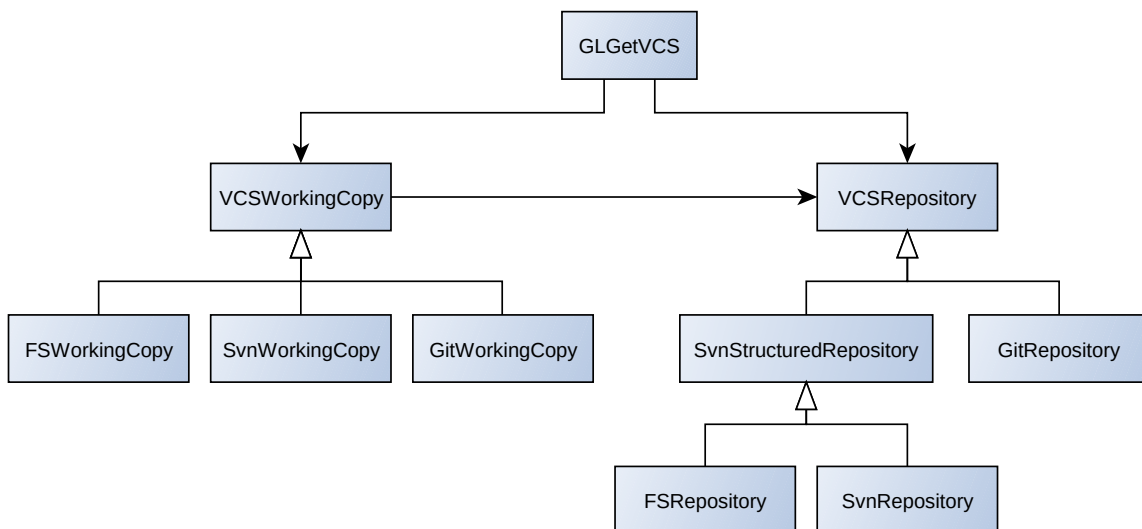 GLGetVCS
VCSWorkingCopy
VCSRepository
FSWorkingCopy
SvnWorkingCopy
GitWorkingCopy
SvnStructuredRepository
GitRepository
FSRepository
SvnRepository